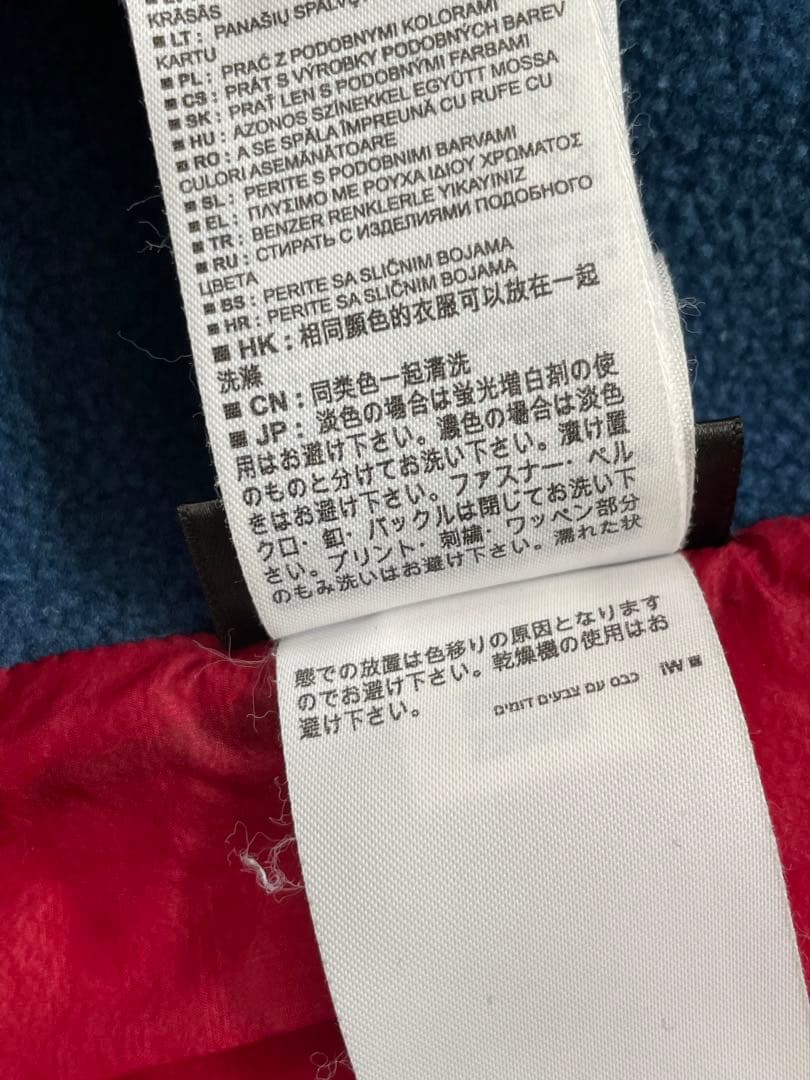 KRĀSĀS
■ LT : PANAŠIŲ SPALVŲ
KARTU
■ PL : PRAĆ Z PODOBNYMI KOLORAMI
■ CS : PRÁT S VÝROBKY PODOBNÝCH BAREV
■ SK : PRAŤ LEN S PODOBNÝMI FARBAMI
■ HU : AZONOS SZÍNEKKEL EGYÜTT MOSSA
■ RO : A SE SPĂLA ÎMPREUNĂ CU RUFE CU
CULORI ASEMĂNĂTOARE
■ SL : PERITE S PODOBNIMI BARVAMI
■ EL : ΠΛΥΣΙΜΟ ΜΕ ΡΟΥΧΑ ΙΔΙΟΥ ΧΡΩΜΑΤΟΣ
■ TR : BENZER RENKLERLE YIKAYINIZ
■ RU : СТИРАТЬ С ИЗДЕЛИЯМИ ПОДОБНОГО
ЦВЕТА
■ BS : PERITE SA SLIČNIM BOJAMA
■ HR : PERITE SA SLIČNIM BOJAMA
■ HK : 相同顏色的衣服可以放在一起
洗滌
■ CN : 同类色一起清洗
■ JP : 淡色の場合は蛍光増白剤の使
用はお避け下さい。濃色の場合は淡色
のものと分けてお洗い下さい。漬け置
きはお避け下さい。ファスナー・ベル
クロ・釦・バックルは閉じてお洗い下
さい。プリント・刺繍・ワッペン部分
のもみ洗いはお避け下さい。濡れた状
態での放置は色移りの原因となります
のでお避け下さい。乾燥機の使用はお
避け下さい。
■ IW כבס עם צבעים דומים